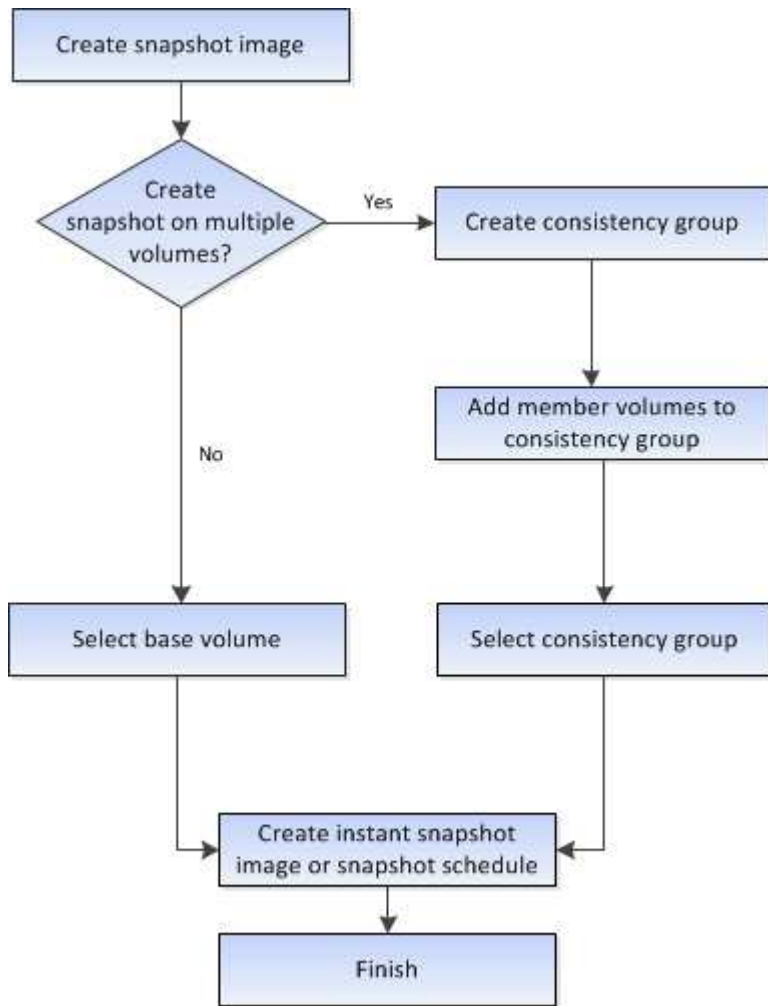 Create snapshot image
Create
snapshot on multiple
volumes?
Yes
Create consistency group
Add member volumes to
consistency group
No
Select base volume
Select consistency group
Create instant snapshot
image or snapshot schedule
Finish